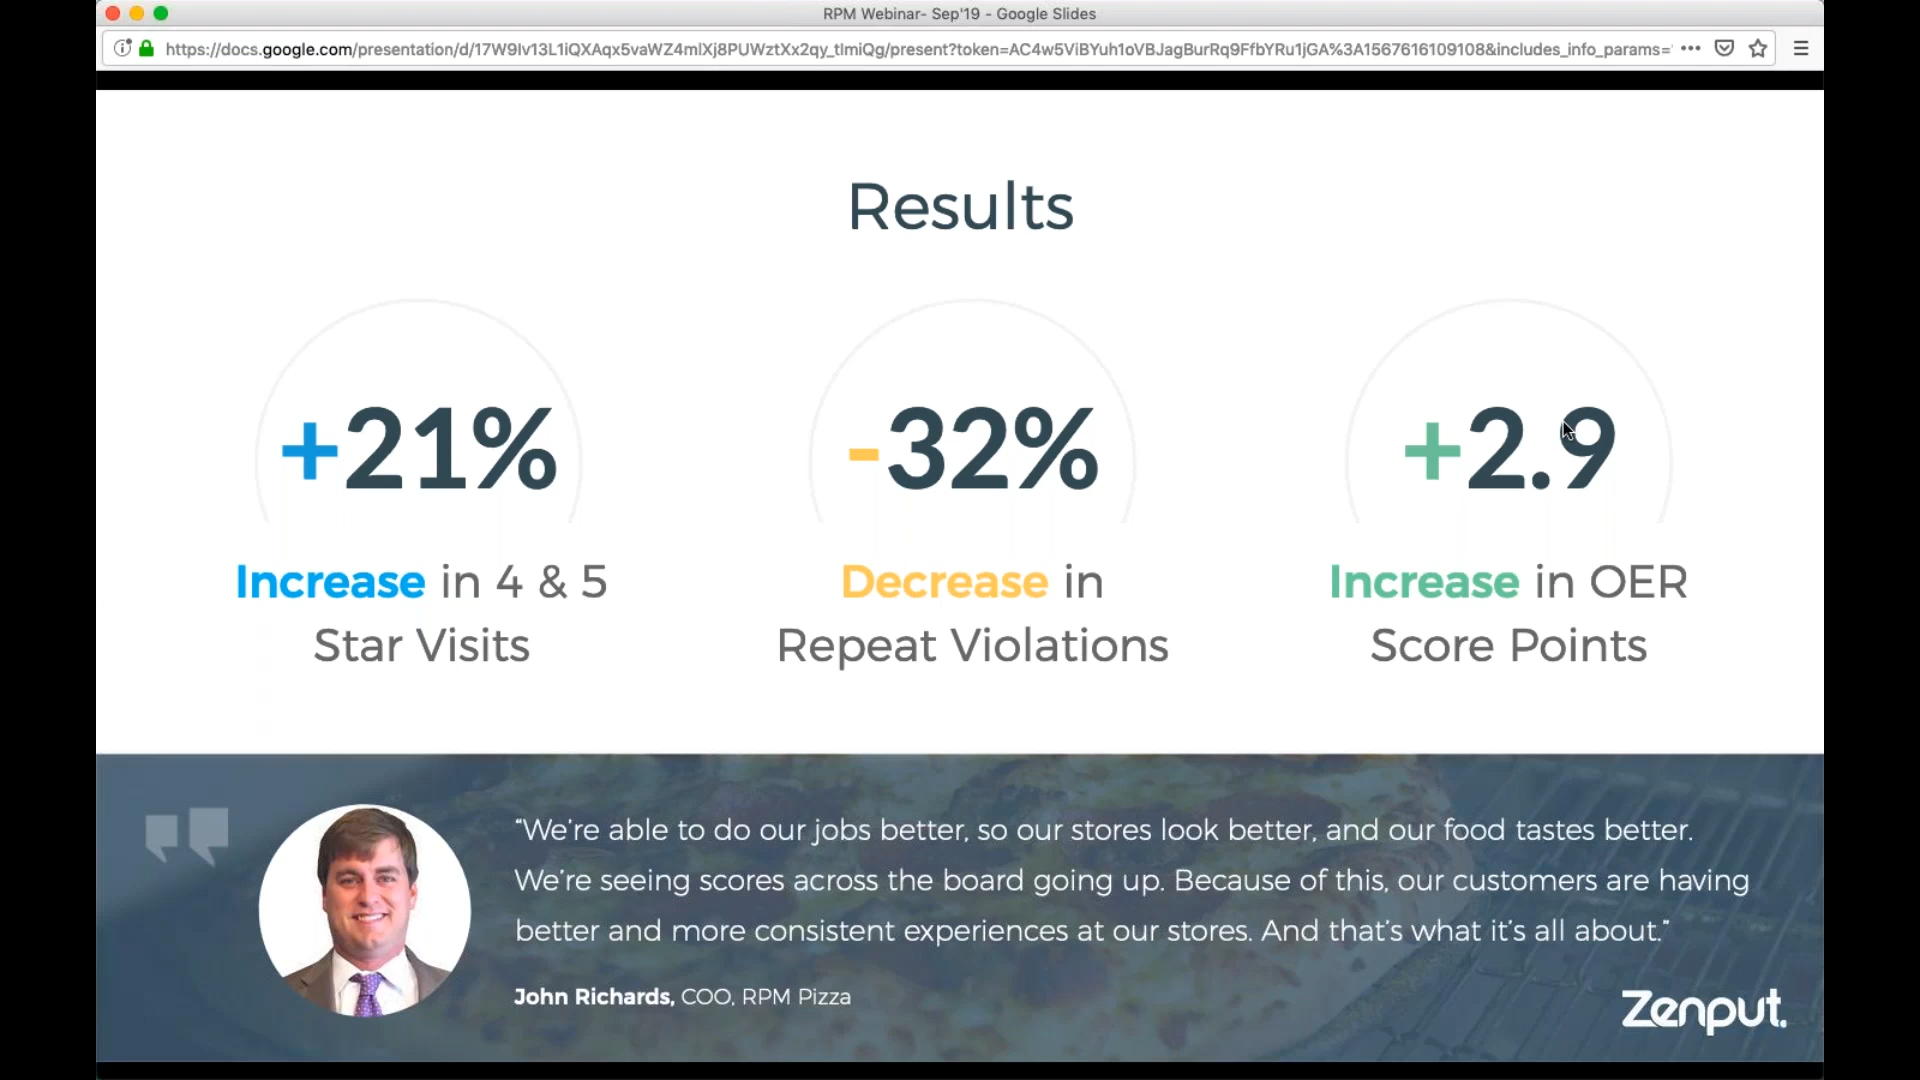 RPM Webinar- Sep'19 - Google Slides
https://docs.google.com/presentation/d/17W9Iv13L1iQXAqx5vaWZ4mlXj8PUWztXx2qy_tlmiQg/present?token=AC4w5ViBYuh1oVBJagBurRq9FfbYRu1jGA%3A1567616109108&includes_info_params=
Results
+21%
-32%
+2.9
Increase in 4 & 5
Star Visits
Decrease in
Repeat Violations
Increase in OER
Score Points
“We’re able to do our jobs better, so our stores look better, and our food tastes better.
We’re seeing scores across the board going up. Because of this, our customers are having
better and more consistent experiences at our stores. And that’s what it’s all about.”
John Richards, COO, RPM Pizza
Zenput.